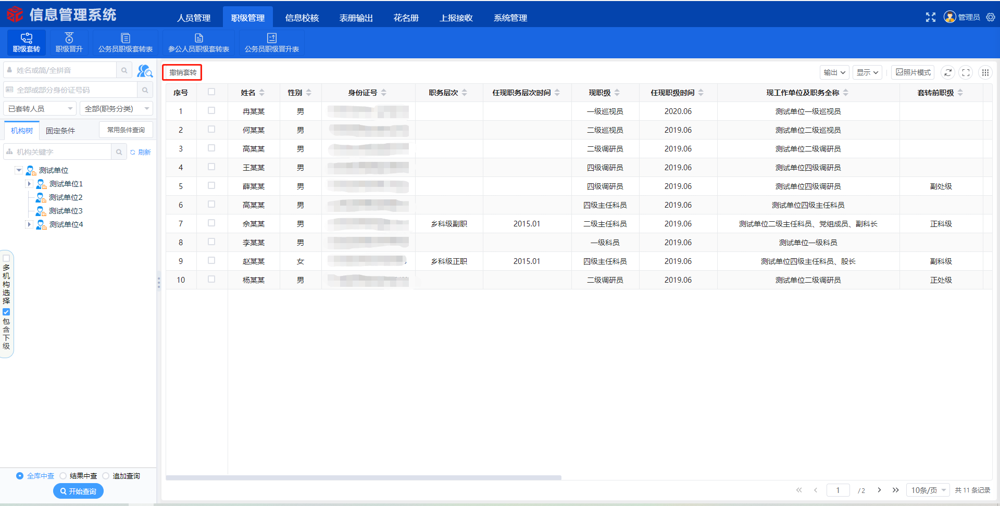 信息管理系统
人员管理 职级管理 信息校核 表册输出 花名册 上报接收 系统管理
管理员
职级套转 职级晋升 公务员职级套转表 参公人员职级套转表 公务员职级晋升表
姓名或简/全拼音
全部或部分身份证号码
已套转人员 全部(职务分类)
机构树 固定条件 常用条件查询
机构关键字 刷新
测试单位
测试单位1
测试单位2
测试单位3
测试单位4
多机构选择
包含下级
全库中查 结果中查 追加查询
开始查询
撤销套转
输出 显示 照片模式
序号 姓名 性别 身份证号 职务层次 任现职务层次时间 现职级 任现职级时间 现工作单位及职务全称 套转前职级
1 冉某某 男 一级巡视员 2020.06 测试单位一级巡视员
2 何某某 男 二级巡视员 2019.06 测试单位二级巡视员
3 高某某 男 二级调研员 2019.06 测试单位二级调研员
4 王某某 男 四级调研员 2019.06 测试单位四级调研员
5 薛某某 男 四级调研员 2019.06 测试单位四级调研员 副处级
6 高某某 男 四级主任科员 2019.06 测试单位四级主任科员
7 佘某某 男 乡科级副职 2015.01 二级主任科员 2019.06 测试单位二级主任科员、党组成员、副科长 正科级
8 李某某 男 一级科员 2019.06 测试单位一级科员
9 赵某某 女 乡科级正职 2015.01 四级主任科员 2019.06 测试单位四级主任科员、股长 副科级
10 杨某某 男 二级调研员 2019.06 测试单位二级调研员 正处级
1 /2 10条/页 共 11 条记录